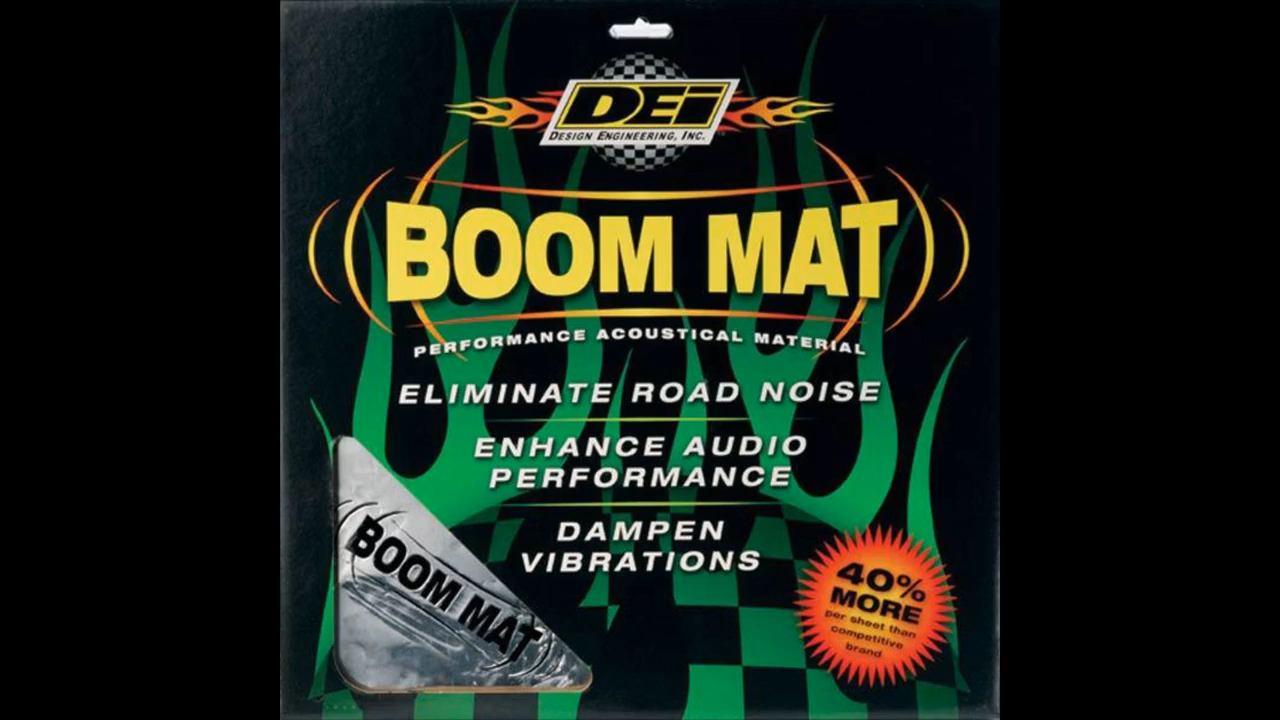 DEi
DESIGN ENGINEERING, INC.
BOOM MAT
PERFORMANCE ACOUSTICAL MATERIAL
ELIMINATE ROAD NOISE
ENHANCE AUDIO
PERFORMANCE
DAMPEN
VIBRATIONS
BOOM MAT
40%
MORE
per sheet than
competitive
brand